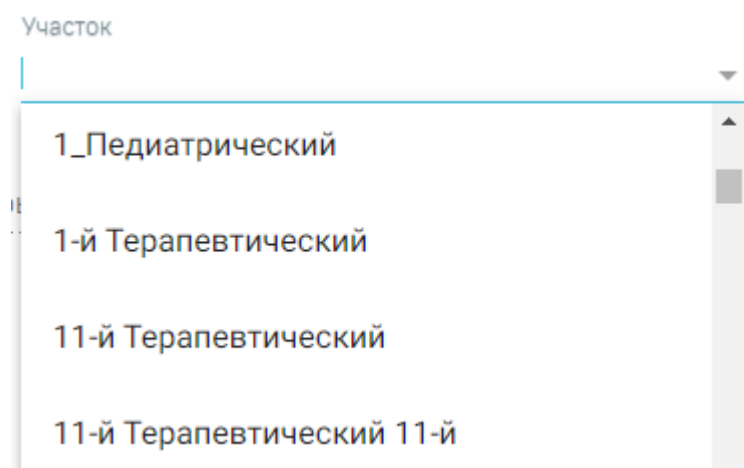 Участок
1_Педиатрический
1-й Терапевтический
11-й Терапевтический
11-й Терапевтический 11-й